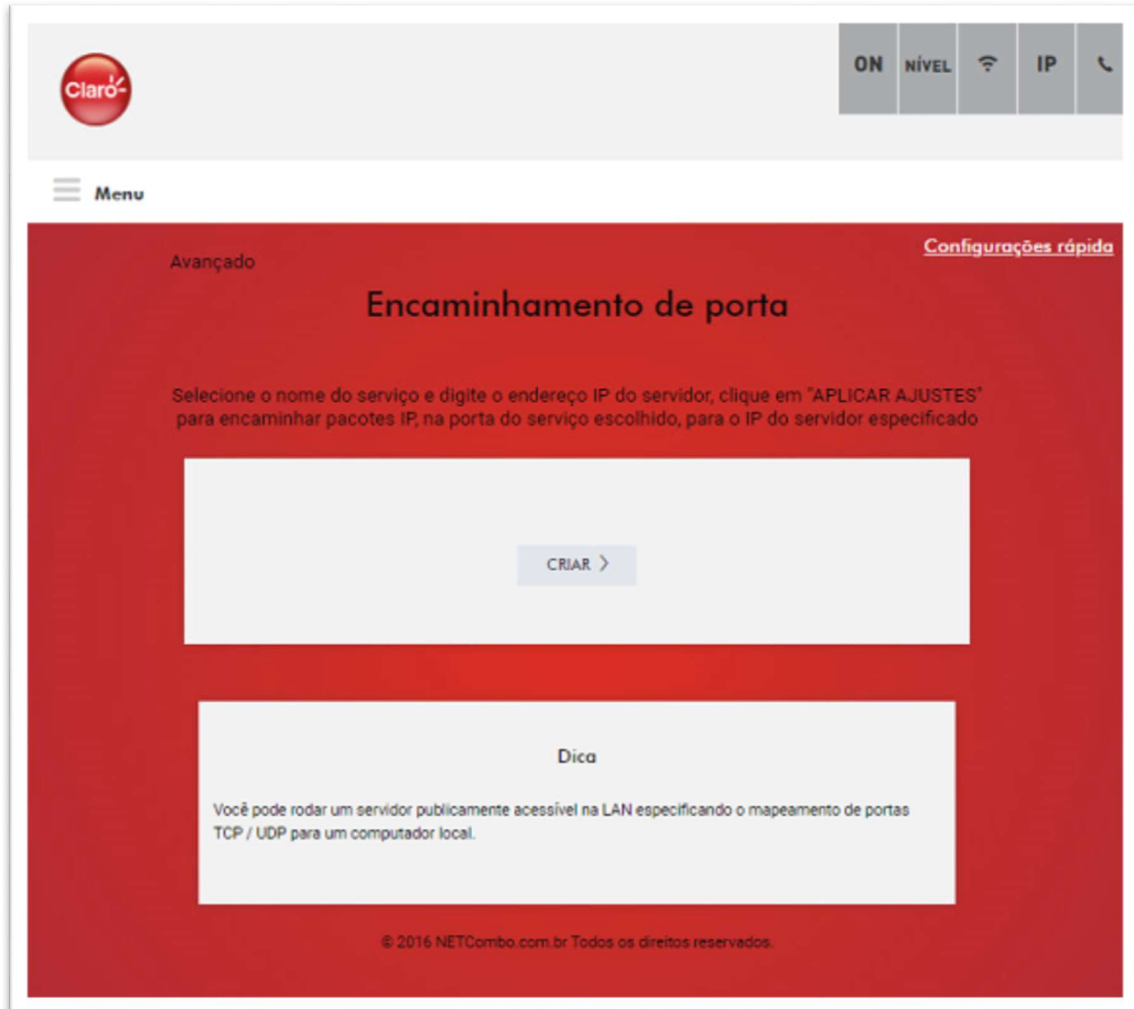 Claro
ON NÍVEL IP
Menu
Configurações rápida
Avançado
Encaminhamento de porta
Selecione o nome do serviço e digite o endereço IP do servidor, clique em "APLICAR AJUSTES"
para encaminhar pacotes IP, na porta do serviço escolhido, para o IP do servidor especificado
CRIAR >
Dica
Você pode rodar um servidor publicamente acessível na LAN especificando o mapeamento de portas
TCP / UDP para um computador local.
© 2016 NETCombo.com.br Todos os direitos reservados.